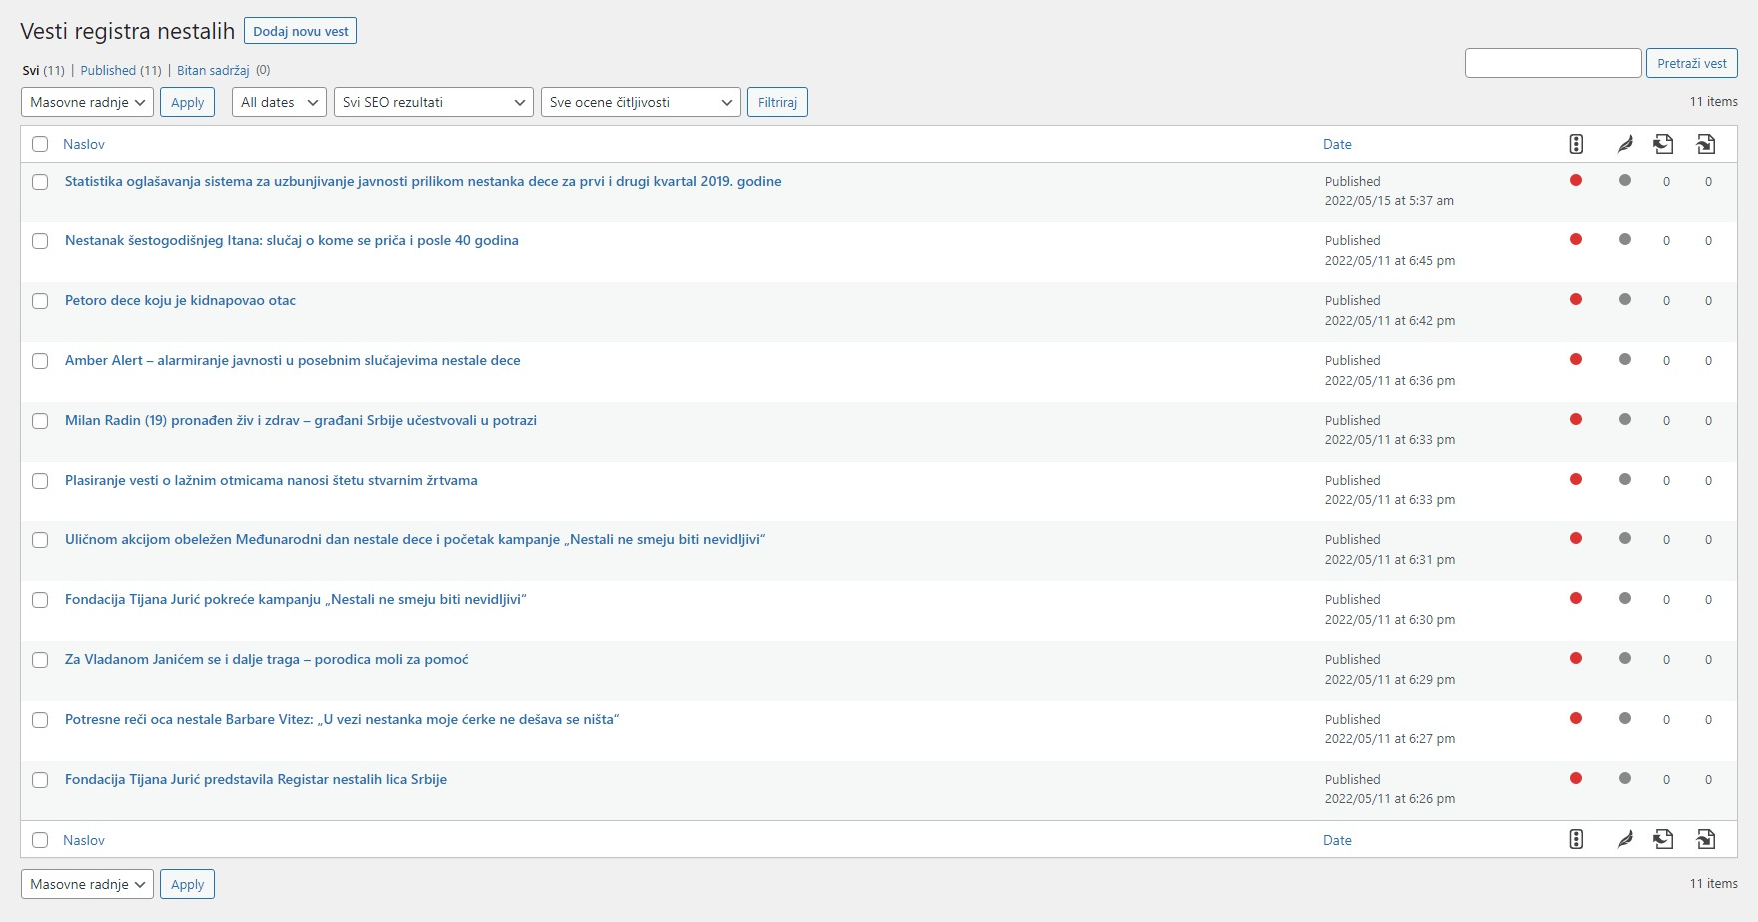 Vesti registra nestalih Dodaj novu vest
Svi (11) | Published (11) | Bitan sadržaj (0)
Pretraži vest
Masovne radnje Apply All dates Svi SEO rezultati Sve ocene čitljivosti Filtriraj 11 items
Naslov Date
Statistika oglašavanja sistema za uzbunjivanje javnosti prilikom nestanka dece za prvi i drugi kvartal 2019. godine Published 0 0
2022/05/15 at 5:37 am
Nestanak šestogodišnjeg Itana: slučaj o kome se priča i posle 40 godina Published 0 0
2022/05/11 at 6:45 pm
Petoro dece koju je kidnapovao otac Published 0 0
2022/05/11 at 6:42 pm
Amber Alert – alarmiranje javnosti u posebnim slučajevima nestale dece Published 0 0
2022/05/11 at 6:36 pm
Milan Radin (19) pronađen živ i zdrav – građani Srbije učestvovali u potrazi Published 0 0
2022/05/11 at 6:33 pm
Plasiranje vesti o lažnim otmicama nanosi štetu stvarnim žrtvama Published 0 0
2022/05/11 at 6:33 pm
Uličnom akcijom obeležen Međunarodni dan nestale dece i početak kampanje „Nestali ne smeju biti nevidljivi“ Published 0 0
2022/05/11 at 6:31 pm
Fondacija Tijana Jurić pokreće kampanju „Nestali ne smeju biti nevidljivi“ Published 0 0
2022/05/11 at 6:30 pm
Za Vladanom Janićem se i dalje traga – porodica moli za pomoć Published 0 0
2022/05/11 at 6:29 pm
Potresne reči oca nestale Barbare Vitez: „U vezi nestanka moje ćerke ne dešava se ništa“ Published 0 0
2022/05/11 at 6:27 pm
Fondacija Tijana Jurić predstavila Registar nestalih lica Srbije Published 0 0
2022/05/11 at 6:26 pm
Naslov Date
Masovne radnje Apply 11 items